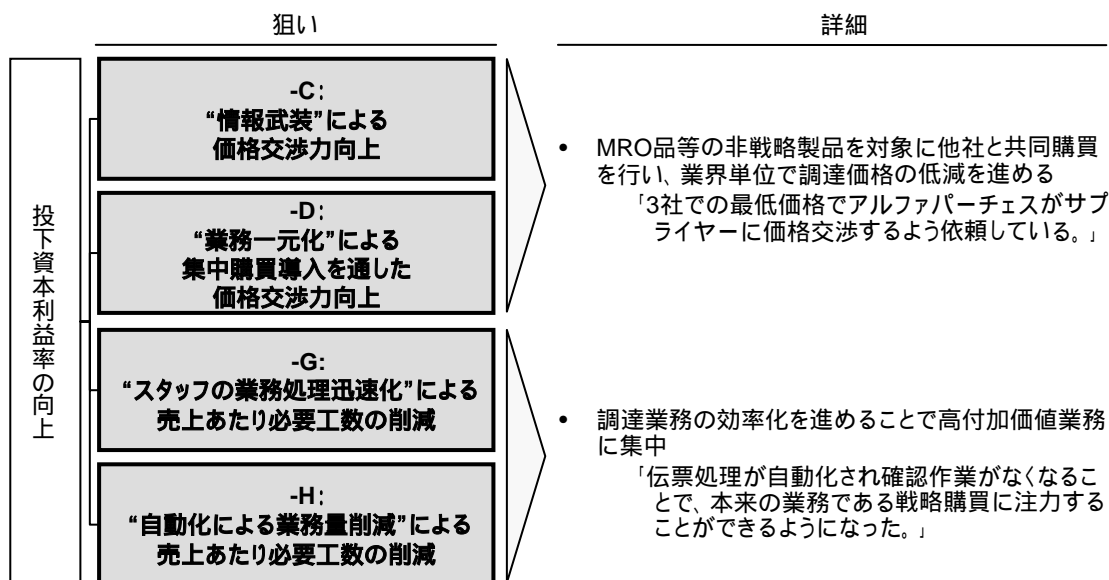 狙い
詳細
投下資本利益率の向上
-C:
“情報武装”による
価格交渉力向上
-D:
“業務一元化”による
集中購買導入を通した
価格交渉力向上
-G:
“スタッフの業務処理迅速化”による
売上あたり必要工数の削減
-H:
“自動化による業務量削減”による
売上あたり必要工数の削減
• MRO品等の非戦略製品を対象に他社と共同購買
を行い、業界単位で調達価格の低減を進める
「3社での最低価格でアルファパーチェスがサプ
ライヤーに価格交渉するよう依頼している。」
• 調達業務の効率化を進めることで高付加価値業務
に集中
「伝票処理が自動化され確認作業がなくなるこ
とで、本来の業務である戦略購買に注力する
ことができるようになった。」